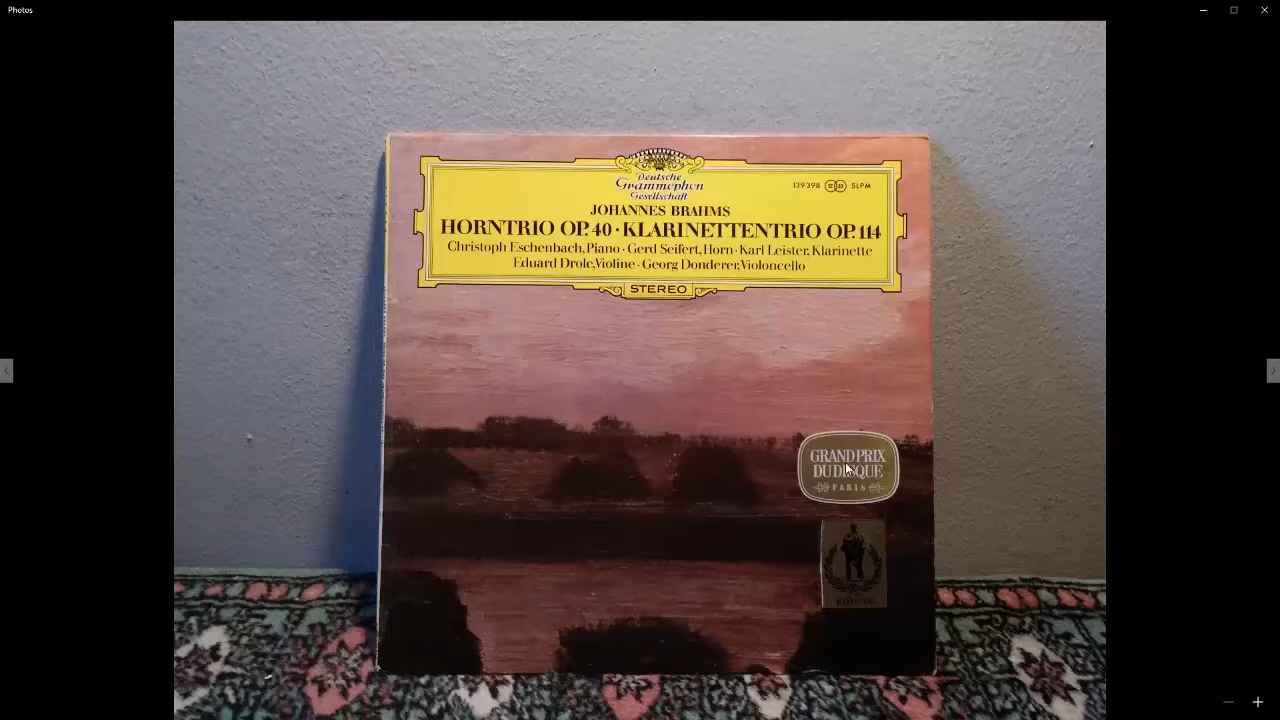 Photos
Deutsche
Grammophon
Gesellschaft
139398 SLPM
JOHANNES BRAHMS
HORNTRIO OP. 40 · KLARINETTENTRIO OP. 114
Christoph Eschenbach, Piano · Gerd Seifert, Horn · Karl Leister, Klarinette
Eduard Drolc, Violine · Georg Donderer, Violoncello
STEREO
GRAND PRIX
DU DISQUE
PARIS
EDISON